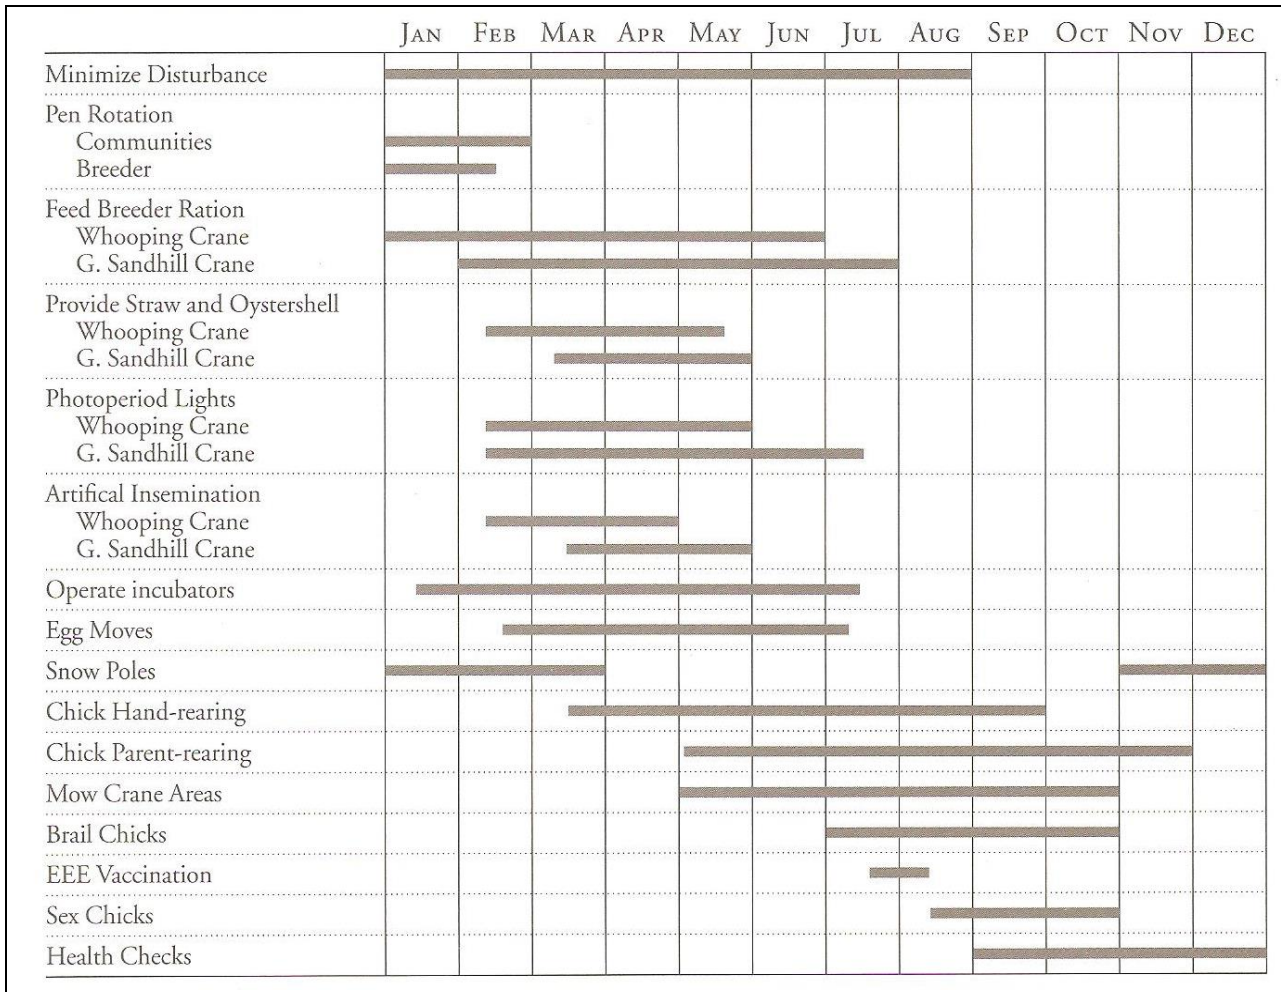 JAN FEB MAR APR MAY JUN JUL AUG SEP OCT NOV DEC
Minimize Disturbance
Pen Rotation
Communities
Breeder
Feed Breeder Ration
Whooping Crane
G. Sandhill Crane
Provide Straw and Oystershell
Whooping Crane
G. Sandhill Crane
Photoperiod Lights
Whooping Crane
G. Sandhill Crane
Artifical Insemination
Whooping Crane
G. Sandhill Crane
Operate incubators
Egg Moves
Snow Poles
Chick Hand-rearing
Chick Parent-rearing
Mow Crane Areas
Brail Chicks
EEE Vaccination
Sex Chicks
Health Checks